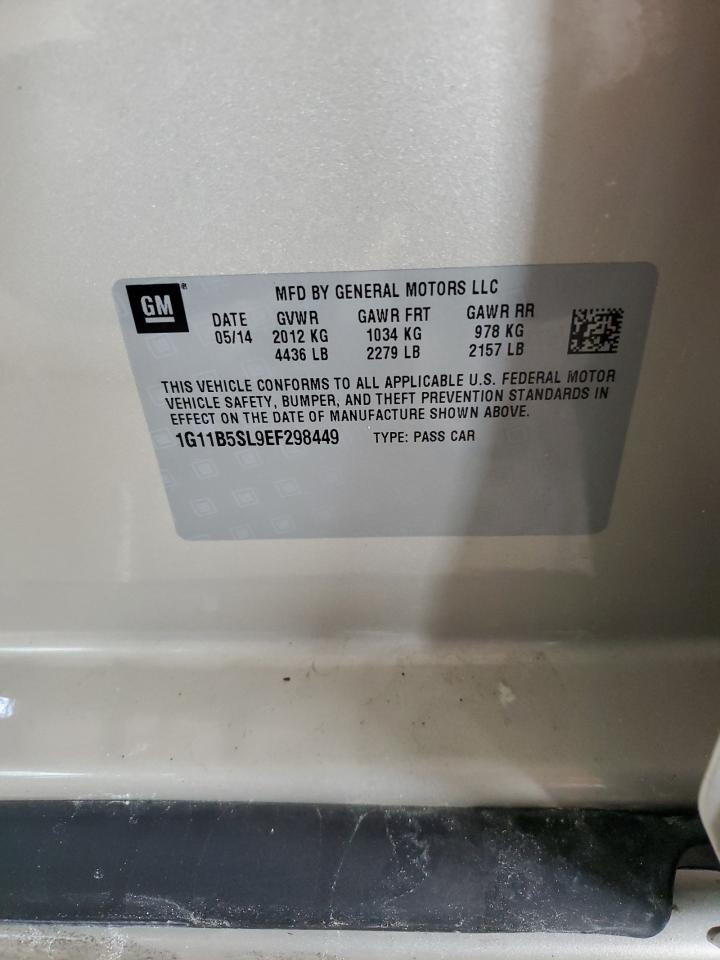 GM®
MFD BY GENERAL MOTORS LLC
DATE GVWR GAWR FRT GAWR RR
05/14 2012 KG 1034 KG 978 KG
4436 LB 2279 LB 2157 LB
THIS VEHICLE CONFORMS TO ALL APPLICABLE U.S. FEDERAL MOTOR
VEHICLE SAFETY, BUMPER, AND THEFT PREVENTION STANDARDS IN
EFFECT ON THE DATE OF MANUFACTURE SHOWN ABOVE.
1G11B5SL9EF298449 TYPE: PASS CAR